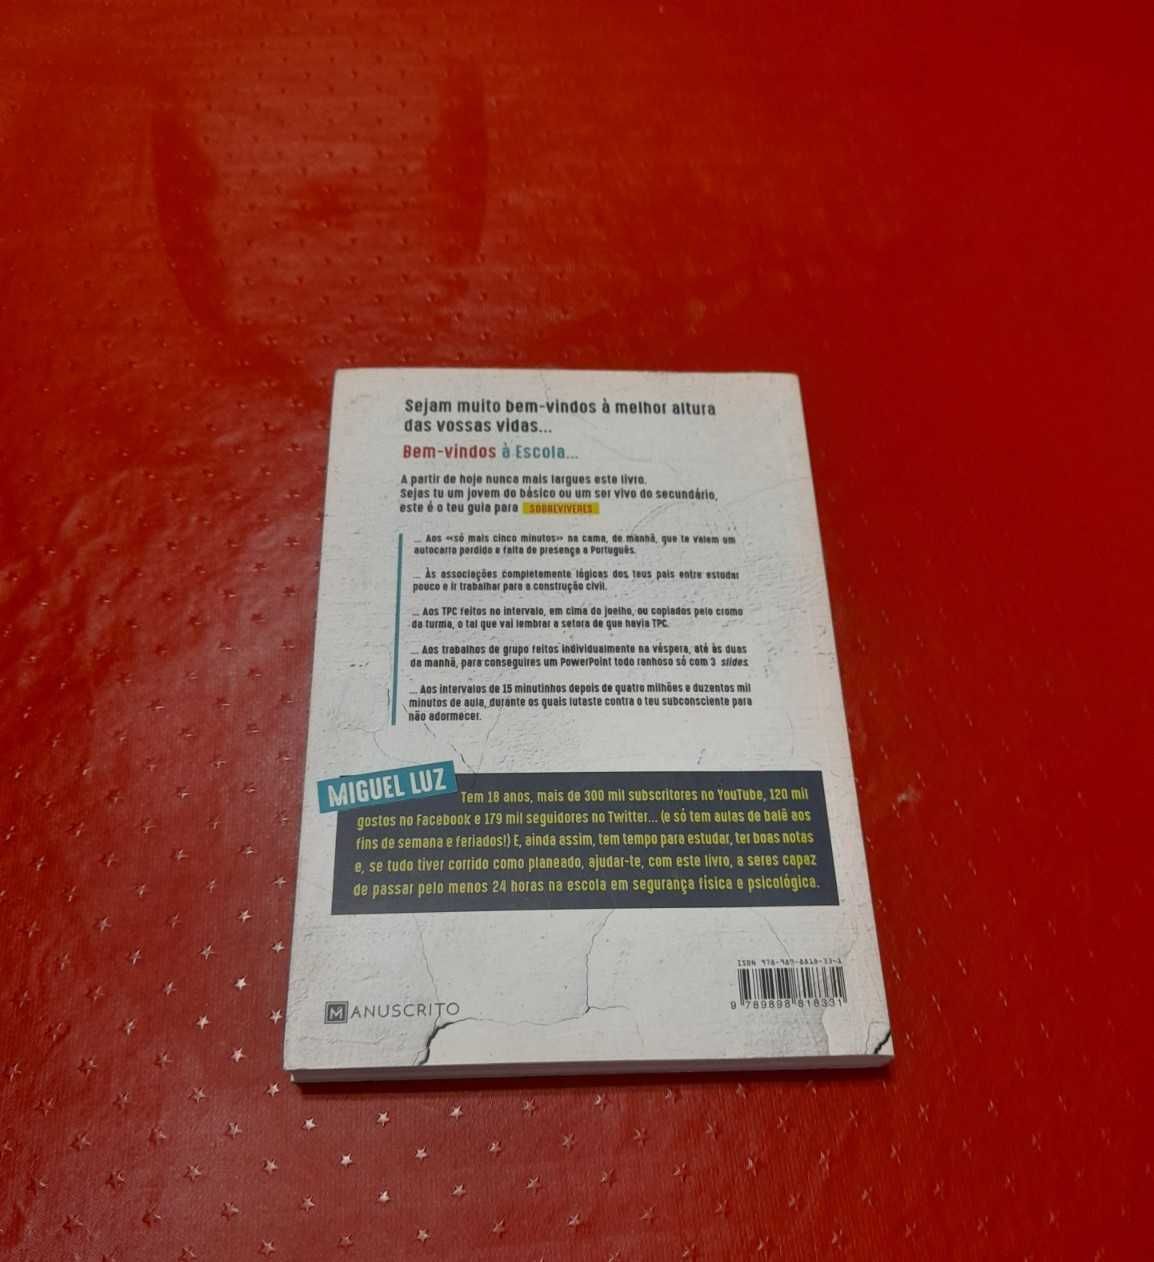 Sejam muito bem-vindos à melhor altura
das vossas vidas...
Bem-vindos à Escola...
A partir de hoje nunca mais largues este livro.
Sejas tu um jovem do básico ou um ser vivo do secundário,
este é o teu guia para SOBREVIVERES
... Aos «só mais cinco minutos» na cama, de manhã, que te valem um
autocarro perdido e falta de presença a Português.
... Às associações completamente lógicas dos teus pais entre estudar
pouco e ir trabalhar para a construção civil.
... Aos TPC feitos no intervalo, em cima do joelho, ou copiados pelo cromo
da turma, o tal que vai lembrar a setora de que havia TPC.
... Aos trabalhos de grupo feitos individualmente na véspera, até às duas
da manhã, para conseguires um PowerPoint todo ranhoso só com 3 slides
... Aos intervalos de 15 minutinhos depois de quatro milhões e duzentos mil
minutos de aula, durante os quais lutaste contra o teu subconsciente para
não adormecer.
MIGUEL LUZ Tem 18 anos, mais de 300 mil subscritores no YouTube, 120 mil
gostos no Facebook e 179 mil seguidores no Twitter... (e só tem aulas de balé aos
fins de semana e feriados!) E, ainda assim, tem tempo para estudar, ter boas notas
e, se tudo tiver corrido como planeado, ajudar-te, com este livro, a seres capaz
de passar pelo menos 24 horas na escola em segurança física e psicológica.
ISBN 978-989-8818-33-1
9 789898 818331
MANUSCRITO